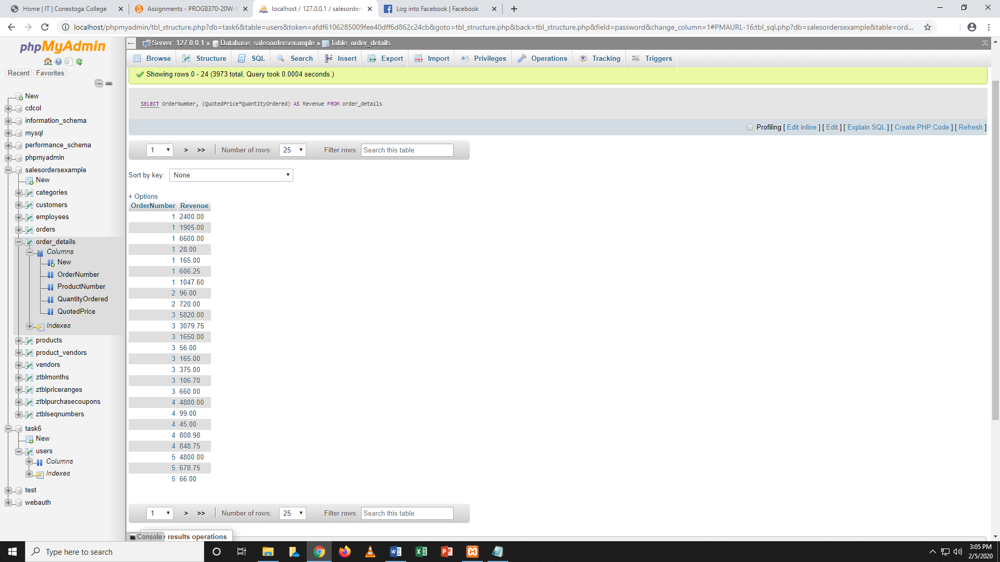 Home | IT | Conestoga College
Assignments - PROG8370-20W-S
localhost / 127.0.0.1 / salesorders
Log into Facebook | Facebook
localhost/phpmyadmin/tbl_structure.php?db=task6&table=users&token=afdf6106285009fee40dff6d862c24cb&goto=tbl_structure.php&back=tbl_structure.php&field=password&change_column=1#PMAURL-16:tbl_sql.php?db=salesordersexample&table=ord...
phpMyAdmin
Recent Favorites
New
cdcol
information_schema
mysql
performance_schema
phpmyadmin
salesordersexample
New
categories
customers
employees
orders
order_details
Columns
New
OrderNumber
ProductNumber
QuantityOrdered
QuotedPrice
Indexes
products
product_vendors
vendors
ztblmonths
ztblpriceranges
ztblpurchasecoupons
ztblseqnumbers
task6
New
users
Columns
Indexes
test
webauth
Server: 127.0.0.1 » Database: salesordersexample » Table: order_details
Browse Structure SQL Search Insert Export Import Privileges Operations Tracking Triggers
Showing rows 0 - 24 (3973 total, Query took 0.0004 seconds.)
SELECT OrderNumber, (QuotedPrice*QuantityOrdered) AS Revenue FROM order_details
Profiling [ Edit inline ] [ Edit ] [ Explain SQL ] [ Create PHP Code ] [ Refresh ]
1 > >> Number of rows: 25 Filter rows: Search this table
Sort by key: None
+ Options
OrderNumber Revenue
1 2400.00
1 1905.00
1 6600.00
1 28.00
1 165.00
1 606.25
1 1047.60
2 96.00
2 720.00
3 5820.00
3 3079.75
3 1650.00
3 56.00
3 165.00
3 375.00
3 106.70
3 660.00
4 4800.00
4 99.00
4 45.00
4 808.98
4 848.75
5 4800.00
5 678.75
5 66.00
1 > >> Number of rows: 25 Filter rows: Search this table
Console results operations
Type here to search
3:05 PM
2/5/2020